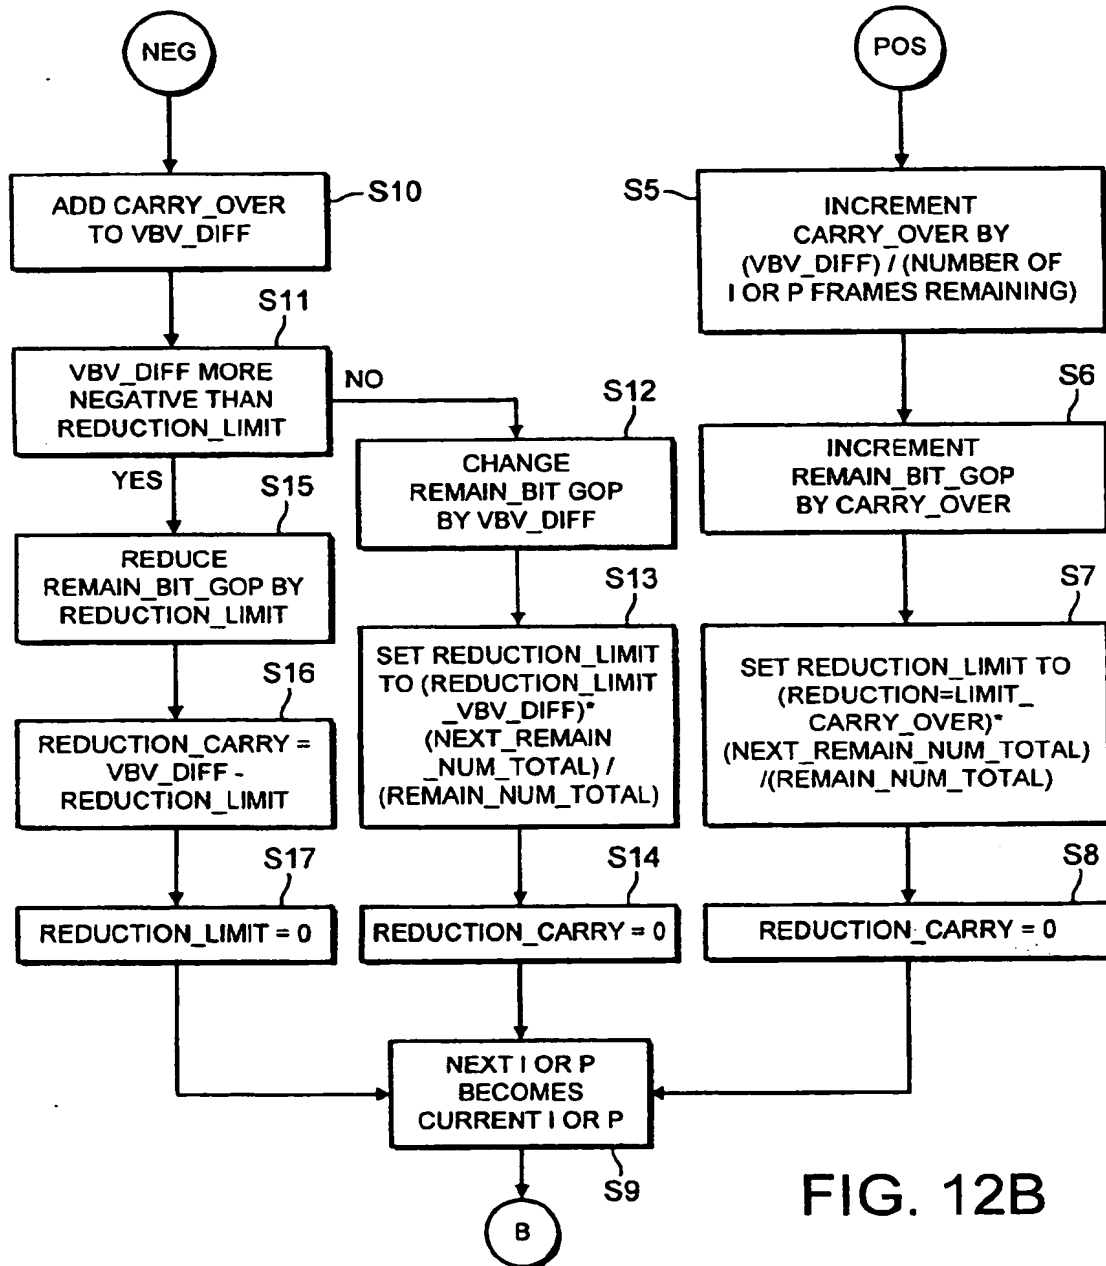 NEG
ADD CARRY_OVER
TO VBV_DIFF
S10
S11
VBV_DIFF MORE
NEGATIVE THAN
REDUCTION_LIMIT
NO
YES
S15
REDUCE
REMAIN_BIT_GOP BY
REDUCTION_LIMIT
S16
REDUCTION_CARRY =
VBV_DIFF -
REDUCTION_LIMIT
S17
REDUCTION_LIMIT = 0
S12
CHANGE
REMAIN_BIT GOP
BY VBV_DIFF
S13
SET REDUCTION_LIMIT
TO (REDUCTION_LIMIT
_VBV_DIFF)*
(NEXT_REMAIN
_NUM_TOTAL) /
(REMAIN_NUM_TOTAL)
S14
REDUCTION_CARRY = 0
POS
S5
INCREMENT
CARRY_OVER BY
(VBV_DIFF) / (NUMBER OF
I OR P FRAMES REMAINING)
S6
INCREMENT
REMAIN_BIT_GOP
BY CARRY_OVER
S7
SET REDUCTION_LIMIT TO
(REDUCTION=LIMIT_
CARRY_OVER)*
(NEXT_REMAIN_NUM_TOTAL)
/(REMAIN_NUM_TOTAL)
S8
REDUCTION_CARRY = 0
NEXT I OR P
BECOMES
CURRENT I OR P
S9
B
FIG. 12B